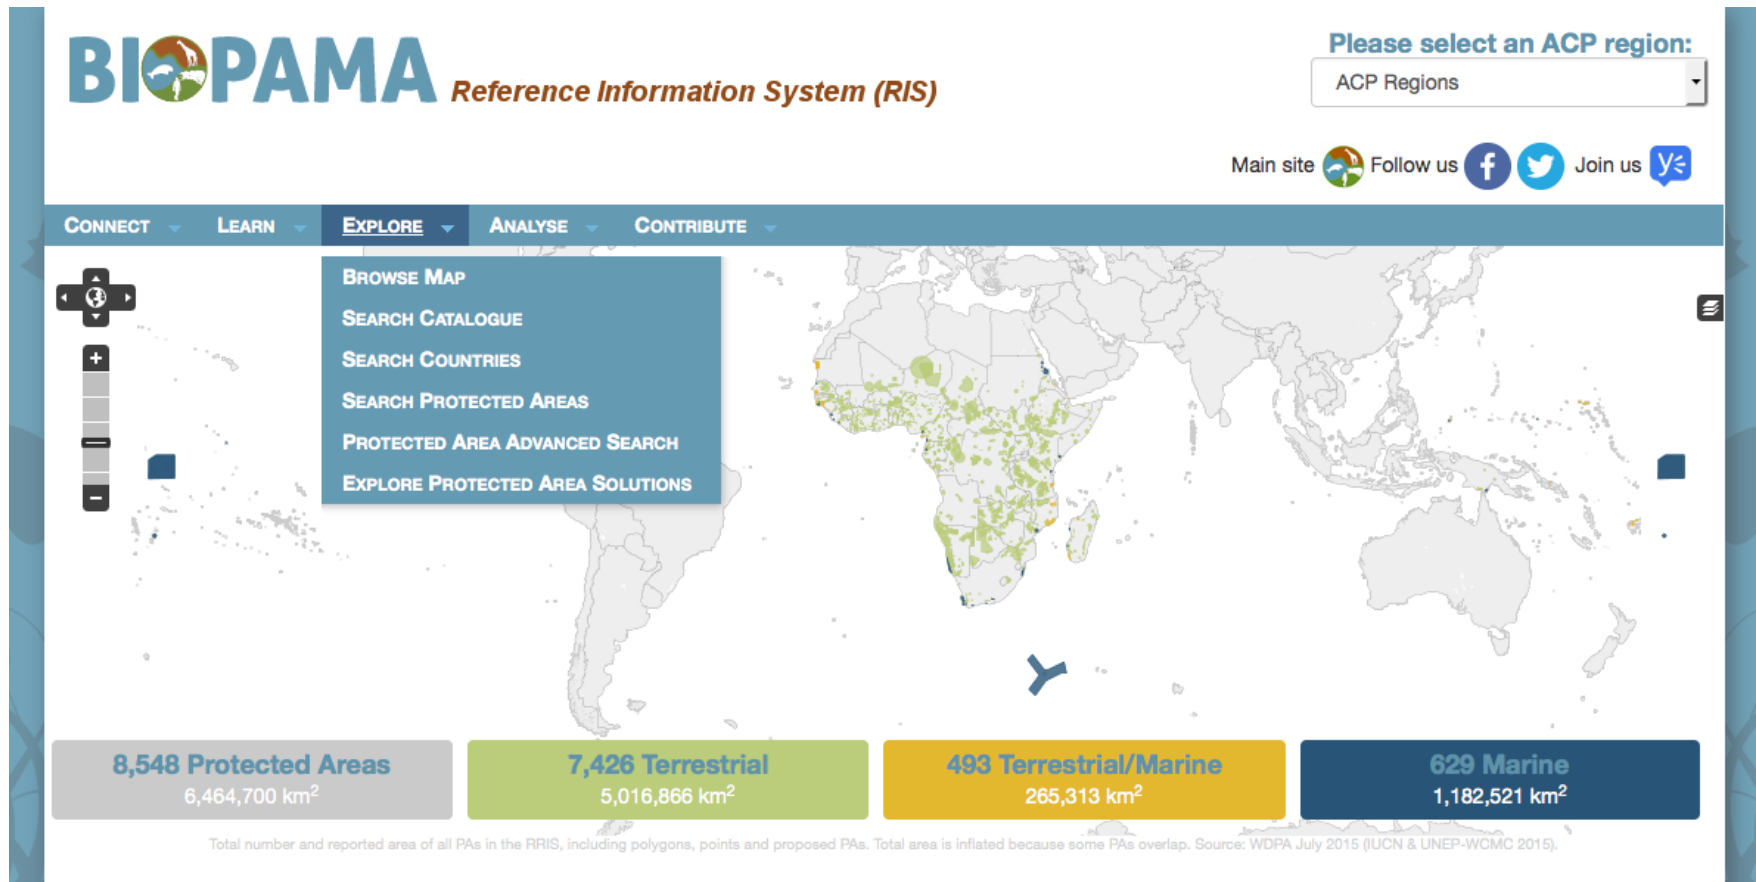 BIOPAMA Reference Information System (RIS)
Please select an ACP region:
ACP Regions
Main site Follow us f Join us
CONNECT LEARN EXPLORE ANALYSE CONTRIBUTE
BROWSE MAP
SEARCH CATALOGUE
SEARCH COUNTRIES
SEARCH PROTECTED AREAS
PROTECTED AREA ADVANCED SEARCH
EXPLORE PROTECTED AREA SOLUTIONS
8,548 Protected Areas
6,464,700 km²
7,426 Terrestrial
5,016,866 km²
493 Terrestrial/Marine
265,313 km²
629 Marine
1,182,521 km²
Total number and reported area of all PAs in the RRIS, including polygons, points and proposed PAs. Total area is inflated because some PAs overlap. Source: WDPA July 2015 (IUCN & UNEP-WCMC 2015).